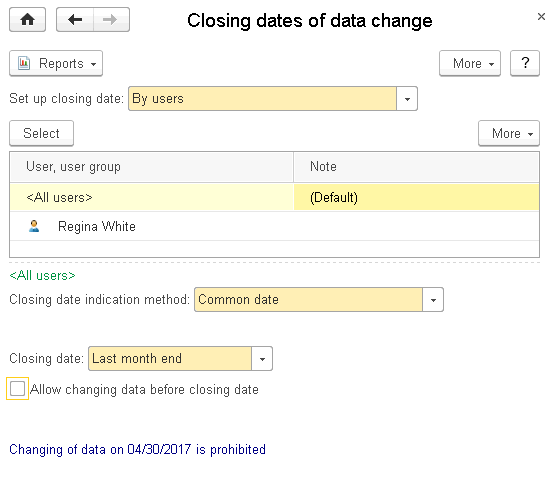 Closing dates of data change
Reports
More
?
Set up closing date: By users
Select
More
User, user group Note
<All users> (Default)
Regina White
<All users>
Closing date indication method: Common date
Closing date: Last month end
Allow changing data before closing date
Changing of data on 04/30/2017 is prohibited